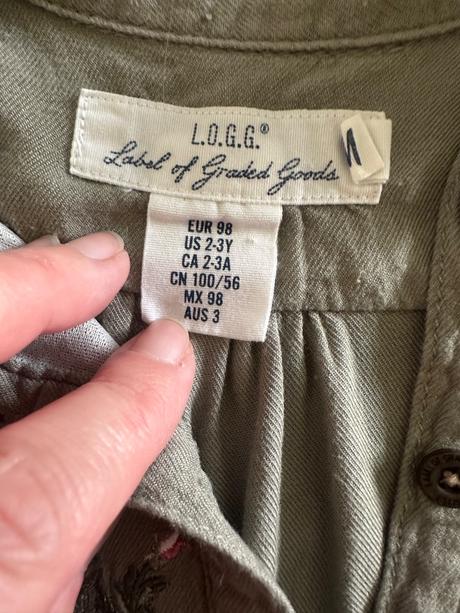 L.O.G.G.®
Label of Graded Goods
EUR 98
US 2-3Y
CA 2-3A
CN 100/56
MX 98
AUS 3